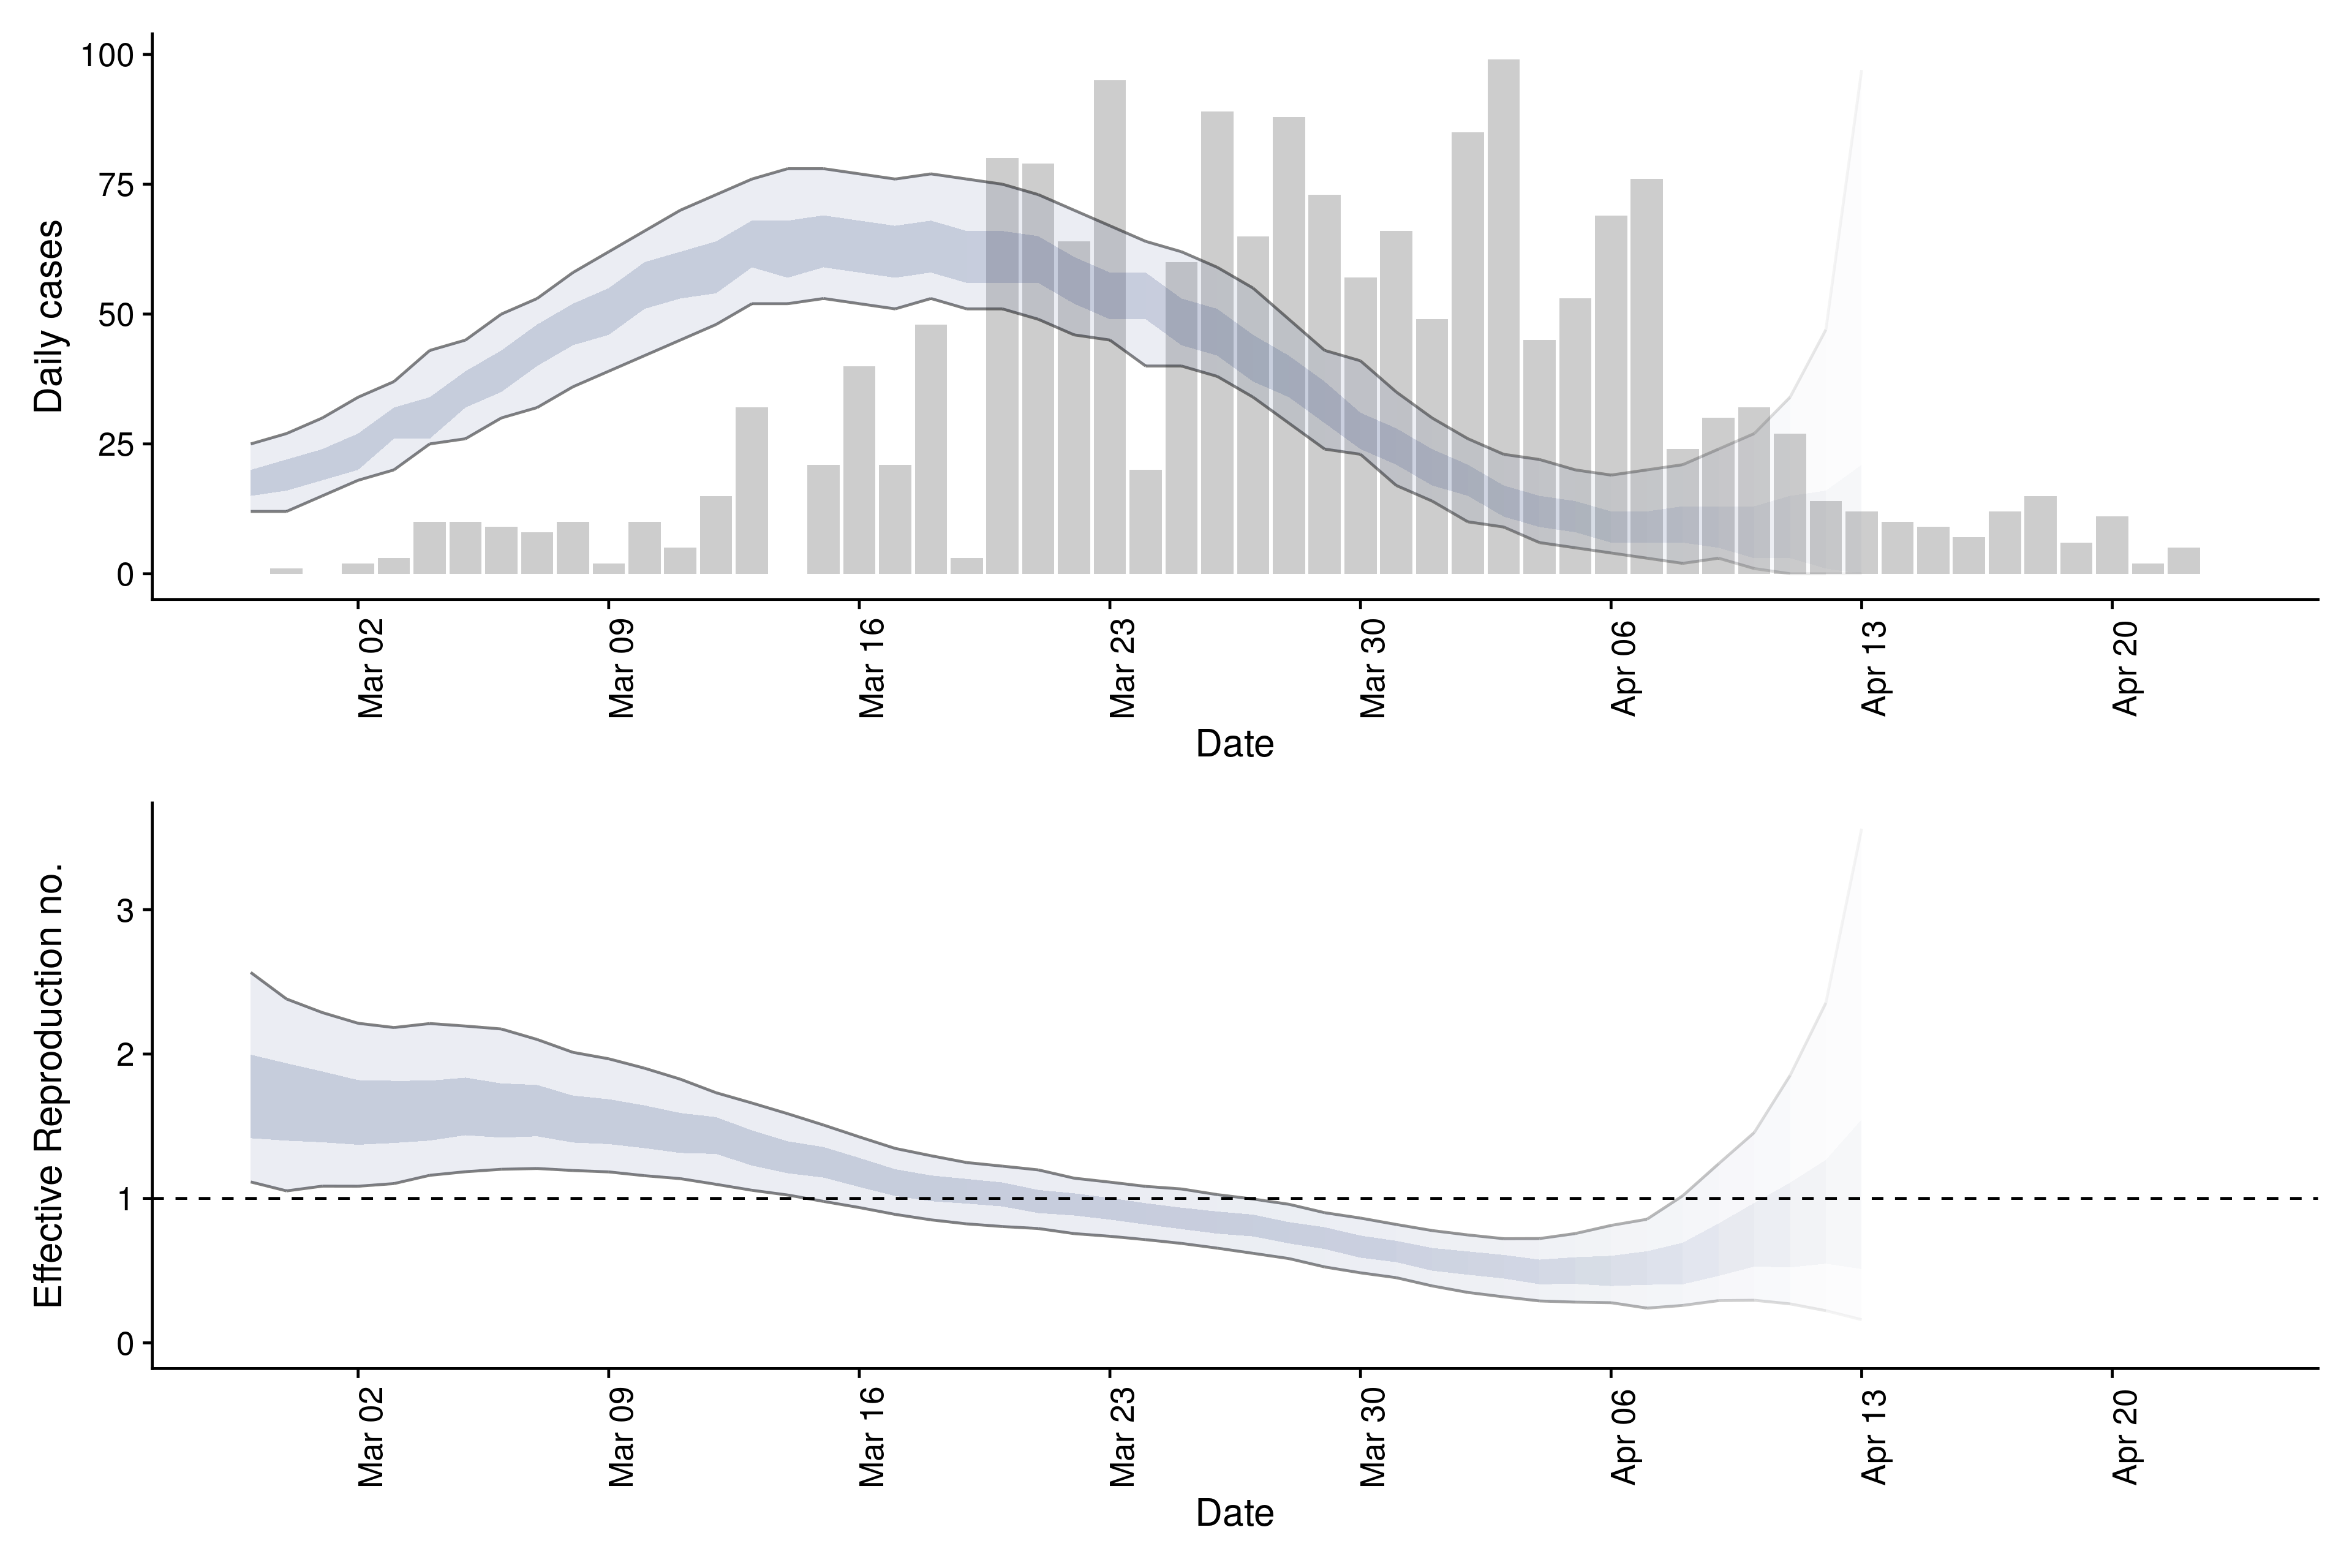 Daily cases
100
75
50
25
0
Mar 02
Mar 09
Mar 16
Mar 23
Mar 30
Apr 06
Apr 13
Apr 20
Date
Effective Reproduction no.
3
2
1
0
Mar 02
Mar 09
Mar 16
Mar 23
Mar 30
Apr 06
Apr 13
Apr 20
Date